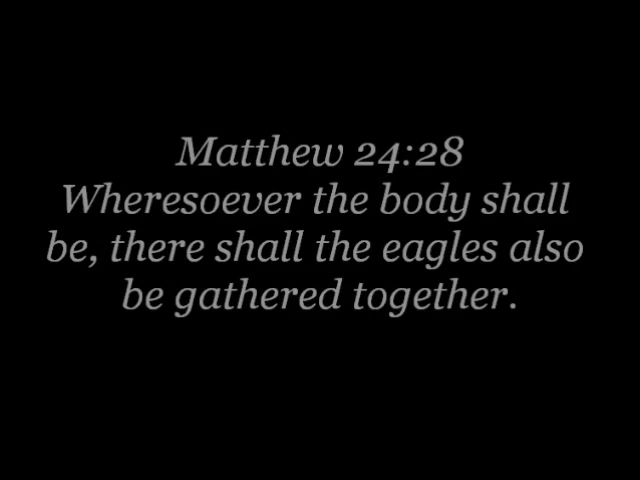 Matthew 24:28
Wheresoever the body shall
be, there shall the eagles also
be gathered together.